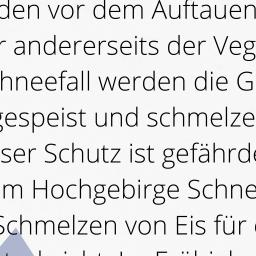 den vor dem Auftauen
r andererseits der Veg
hneefall werden die G
gespeist und schmelze
ser Schutz ist gefährde
m Hochgebirge Schne
Schmelzen von Eis für